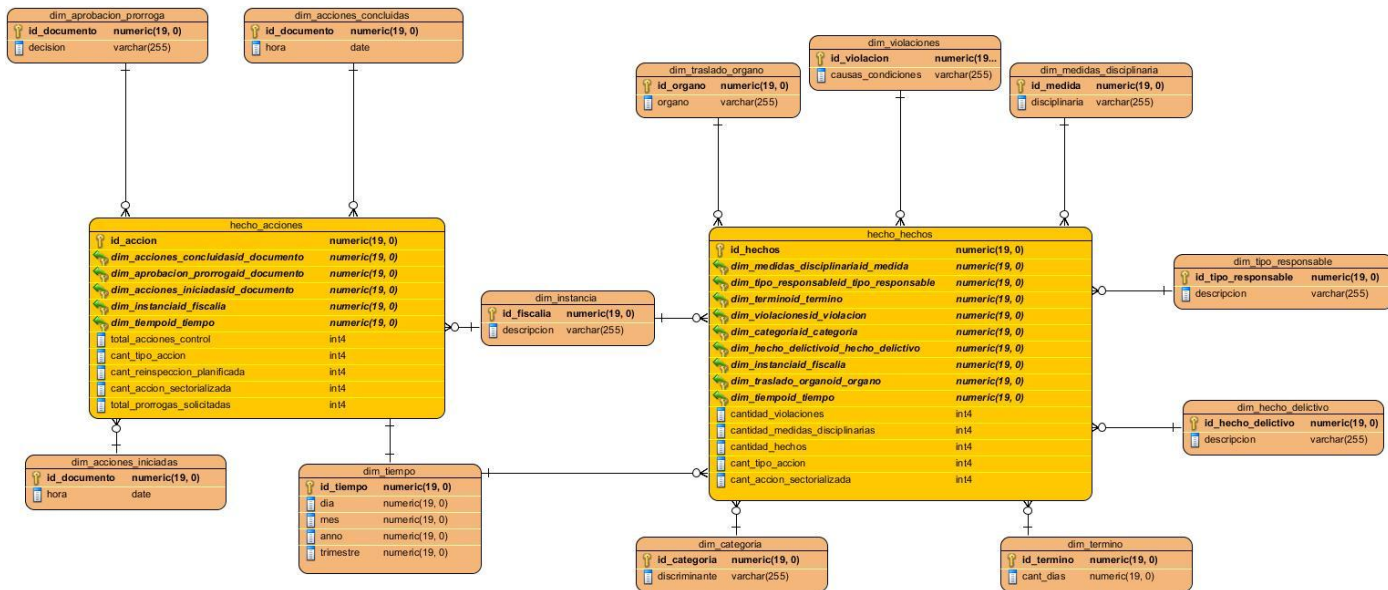 dim_aprobacion_prorroga
id_documento numeric(19, 0)
decision varchar(255)
dim_acciones_concluidas
id_documento numeric(19, 0)
hora date
dim_traslado_organo
id_organo numeric(19, 0)
organo varchar(255)
dim_violaciones
id_violacion numeric(19...
causas_condiciones varchar(255)
dim_medidas_disciplinaria
id_medida numeric(19, 0)
disciplinaria varchar(255)
hecho_acciones
id_accion numeric(19, 0)
dim_acciones_concluidasid_documento numeric(19, 0)
dim_aprobacion_prorrogaid_documento numeric(19, 0)
dim_acciones_iniciadasid_documento numeric(19, 0)
dim_instanciaid_fiscalia numeric(19, 0)
dim_tiempoid_tiempo numeric(19, 0)
total_acciones_control int4
cant_tipo_accion int4
cant_reinspeccion_planificada int4
cant_accion_sectorializada int4
total_prorrogas_solicitadas int4
dim_instancia
id_fiscalia numeric(19, 0)
descripcion varchar(255)
hecho_hechos
id_hechos numeric(19, 0)
dim_medidas_disciplinariaid_medida numeric(19, 0)
dim_tipo_responsableid_tipo_responsable numeric(19, 0)
dim_terminoid_termino numeric(19, 0)
dim_violacionesid_violacion numeric(19, 0)
dim_categoriaid_categoria numeric(19, 0)
dim_hecho_delictivoid_hecho_delictivo numeric(19, 0)
dim_instanciaid_fiscalia numeric(19, 0)
dim_traslado_organoid_organo numeric(19, 0)
dim_tiempoid_tiempo numeric(19, 0)
cantidad_violaciones int4
cantidad_medidas_disciplinarias int4
cantidad_hechos int4
cant_tipo_accion int4
cant_accion_sectorializada int4
dim_tipo_responsable
id_tipo_responsable numeric(19, 0)
descripcion varchar(255)
dim_hecho_delictivo
id_hecho_delictivo numeric(19, 0)
descripcion varchar(255)
dim_acciones_iniciadas
id_documento numeric(19, 0)
hora date
dim_tiempo
id_tiempo numeric(19, 0)
dia numeric(19, 0)
mes numeric(19, 0)
anno numeric(19, 0)
trimestre numeric(19, 0)
dim_categoria
id_categoria numeric(19, 0)
discriminante varchar(255)
dim_termino
id_termino numeric(19, 0)
cant_dias numeric(19, 0)